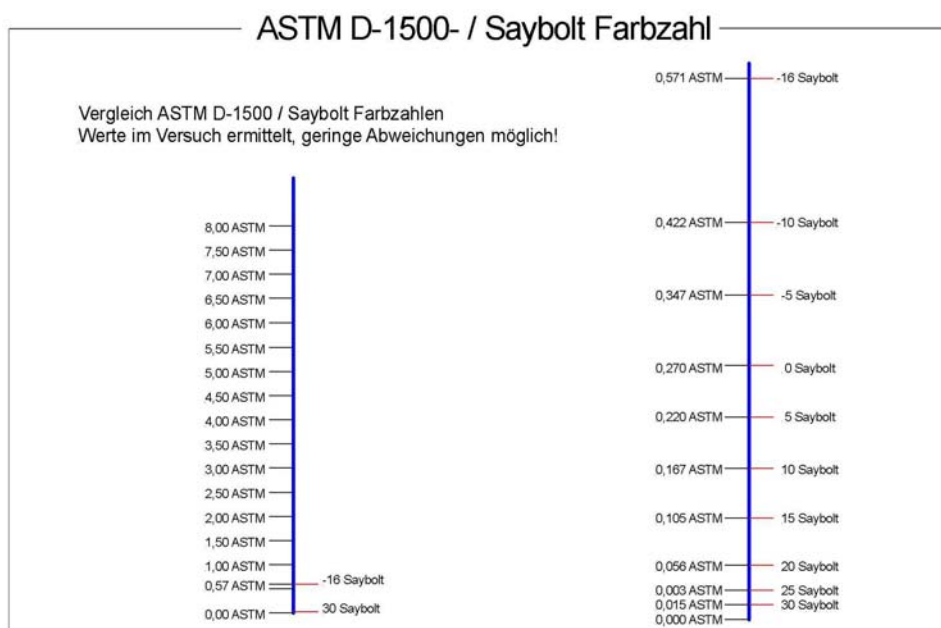 ASTM D-1500- / Saybolt Farbzahl
Vergleich ASTM D-1500 / Saybolt Farbzahlen
Werte im Versuch ermittelt, geringe Abweichungen möglich!
8,00 ASTM
7,50 ASTM
7,00 ASTM
6,50 ASTM
6,00 ASTM
5,50 ASTM
5,00 ASTM
4,50 ASTM
4,00 ASTM
3,50 ASTM
3,00 ASTM
2,50 ASTM
2,00 ASTM
1,50 ASTM
1,00 ASTM
0,57 ASTM -16 Saybolt
0,00 ASTM 30 Saybolt
0,571 ASTM -16 Saybolt
0,422 ASTM -10 Saybolt
0,347 ASTM -5 Saybolt
0,270 ASTM 0 Saybolt
0,220 ASTM 5 Saybolt
0,167 ASTM 10 Saybolt
0,105 ASTM 15 Saybolt
0,056 ASTM 20 Saybolt
0,003 ASTM 25 Saybolt
0,015 ASTM 30 Saybolt
0,000 ASTM